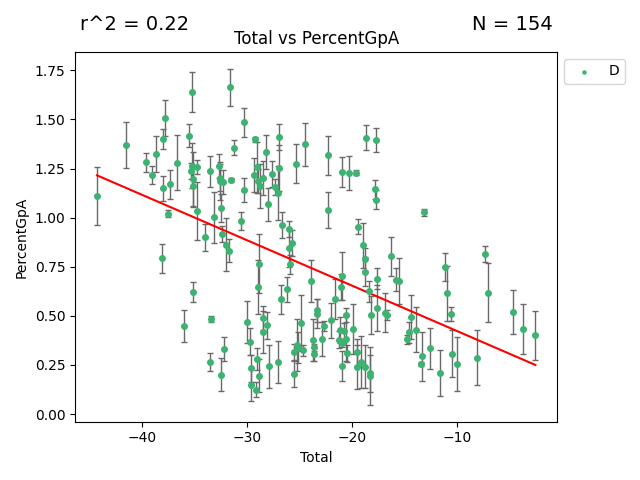 r^2 = 0.22 N = 154
Total vs PercentGpA
D
1.75
1.50
1.25
1.00
0.75
0.50
0.25
0.00
PercentGpA
−40 −30 −20 −10
Total